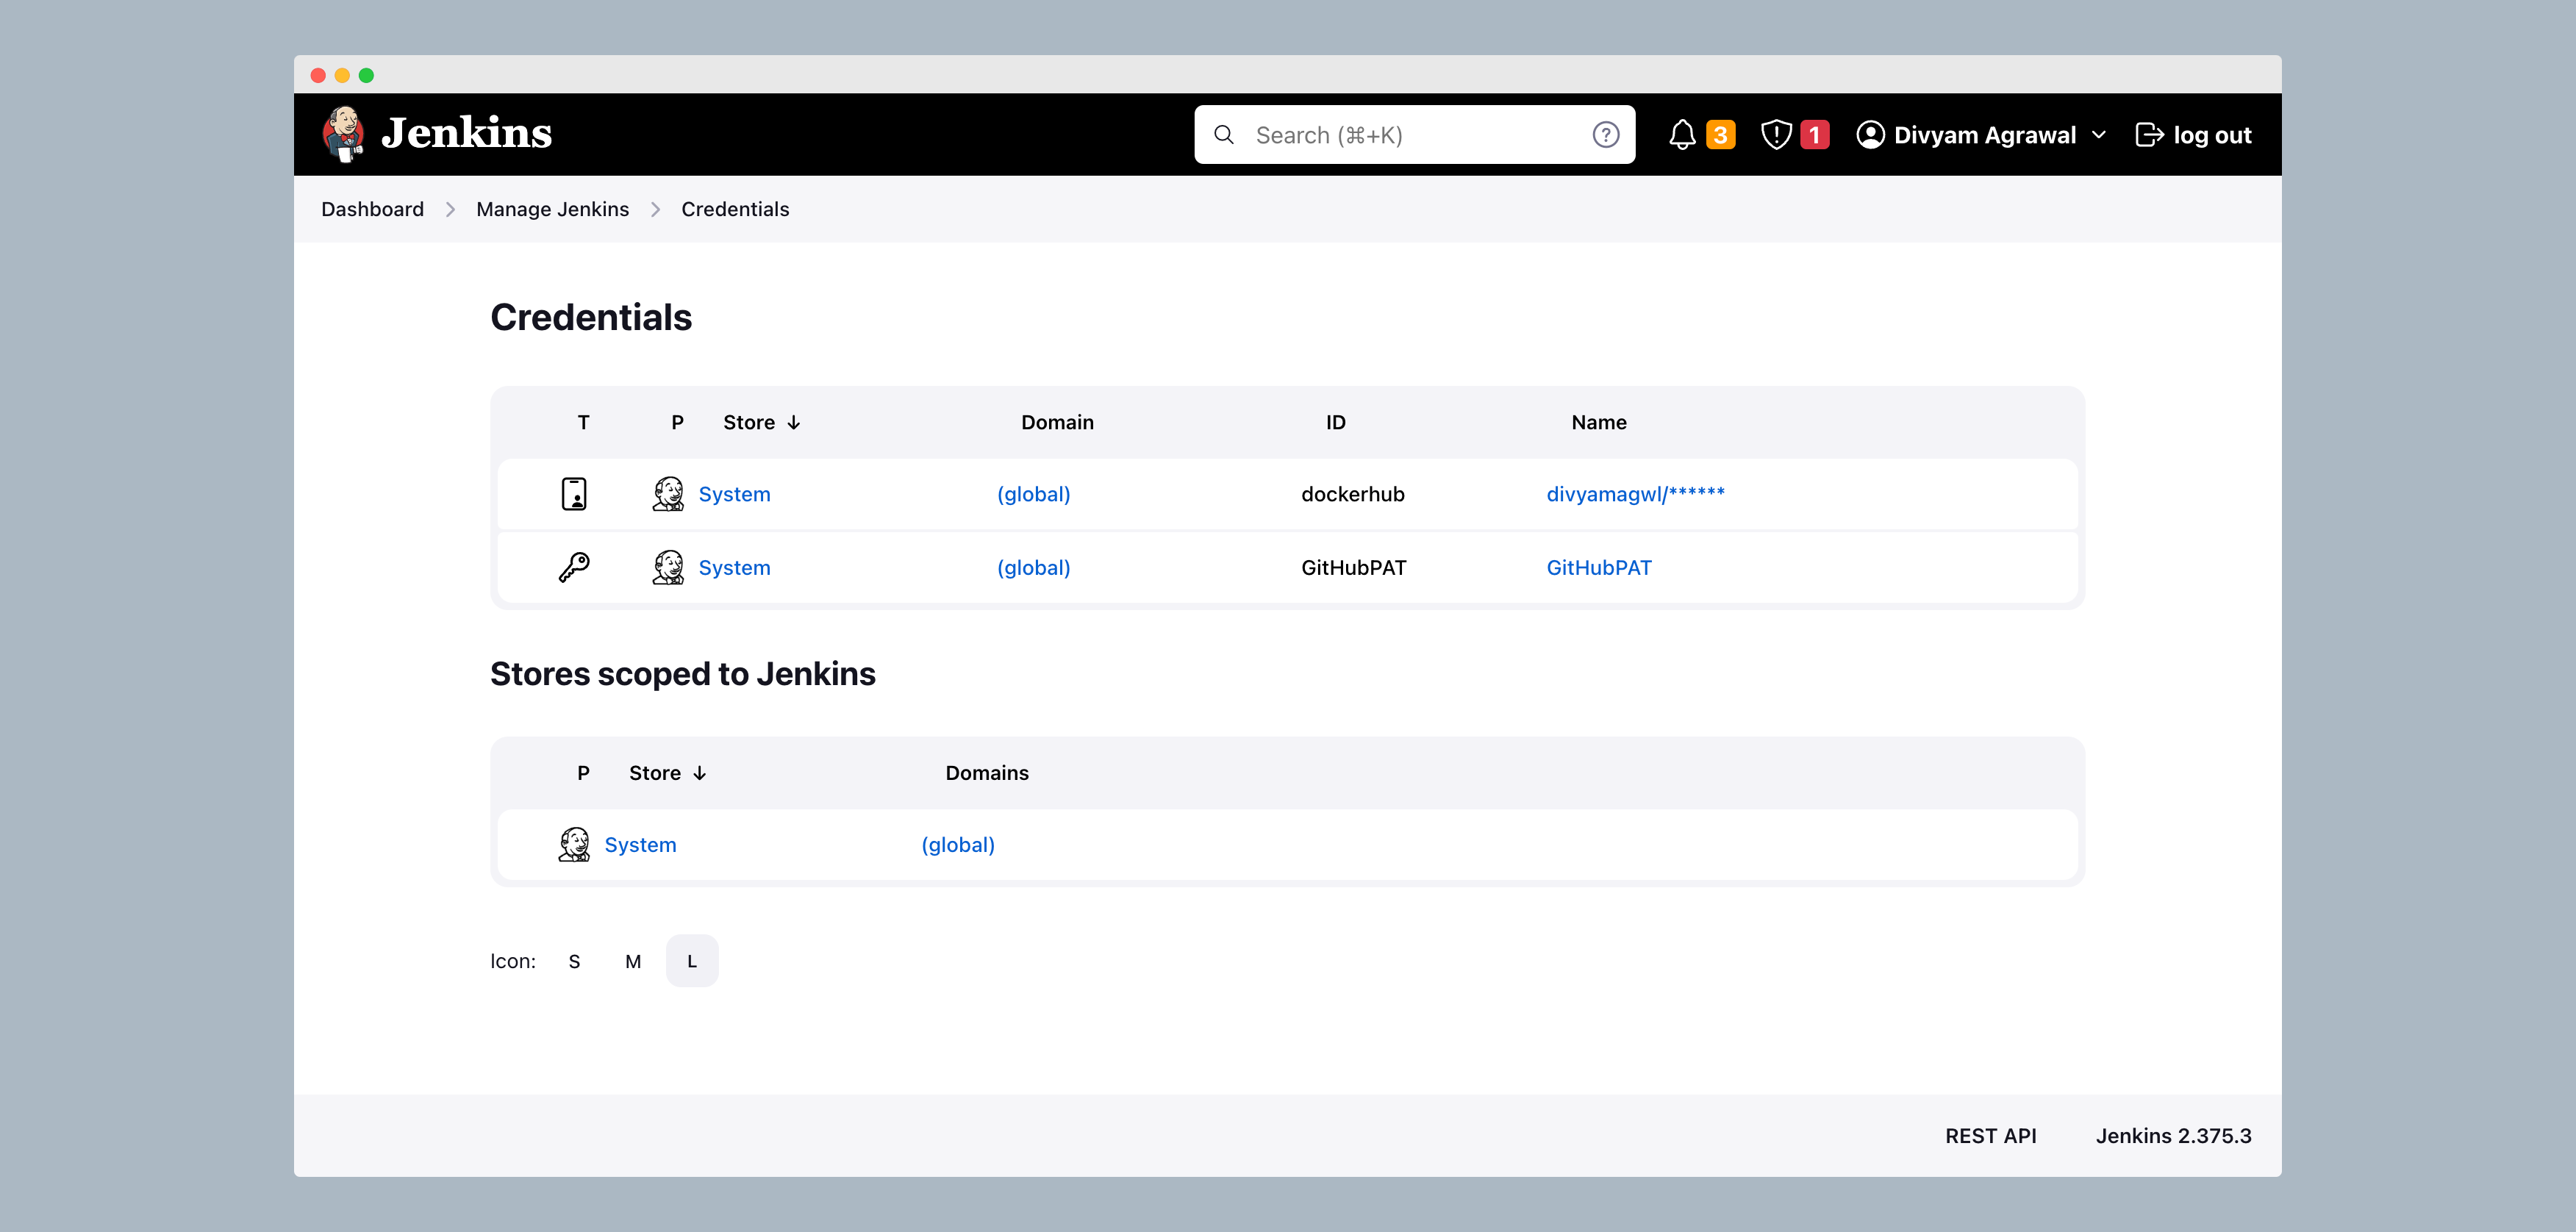 Jenkins
Search (⌘+K)
3
1
Divyam Agrawal
log out
Dashboard
Manage Jenkins
Credentials
Credentials
T P Store ↓ Domain ID Name
System (global) dockerhub divyamagwl/******
System (global) GitHubPAT GitHubPAT
Stores scoped to Jenkins
P Store ↓ Domains
System (global)
Icon: S M L
REST API Jenkins 2.375.3